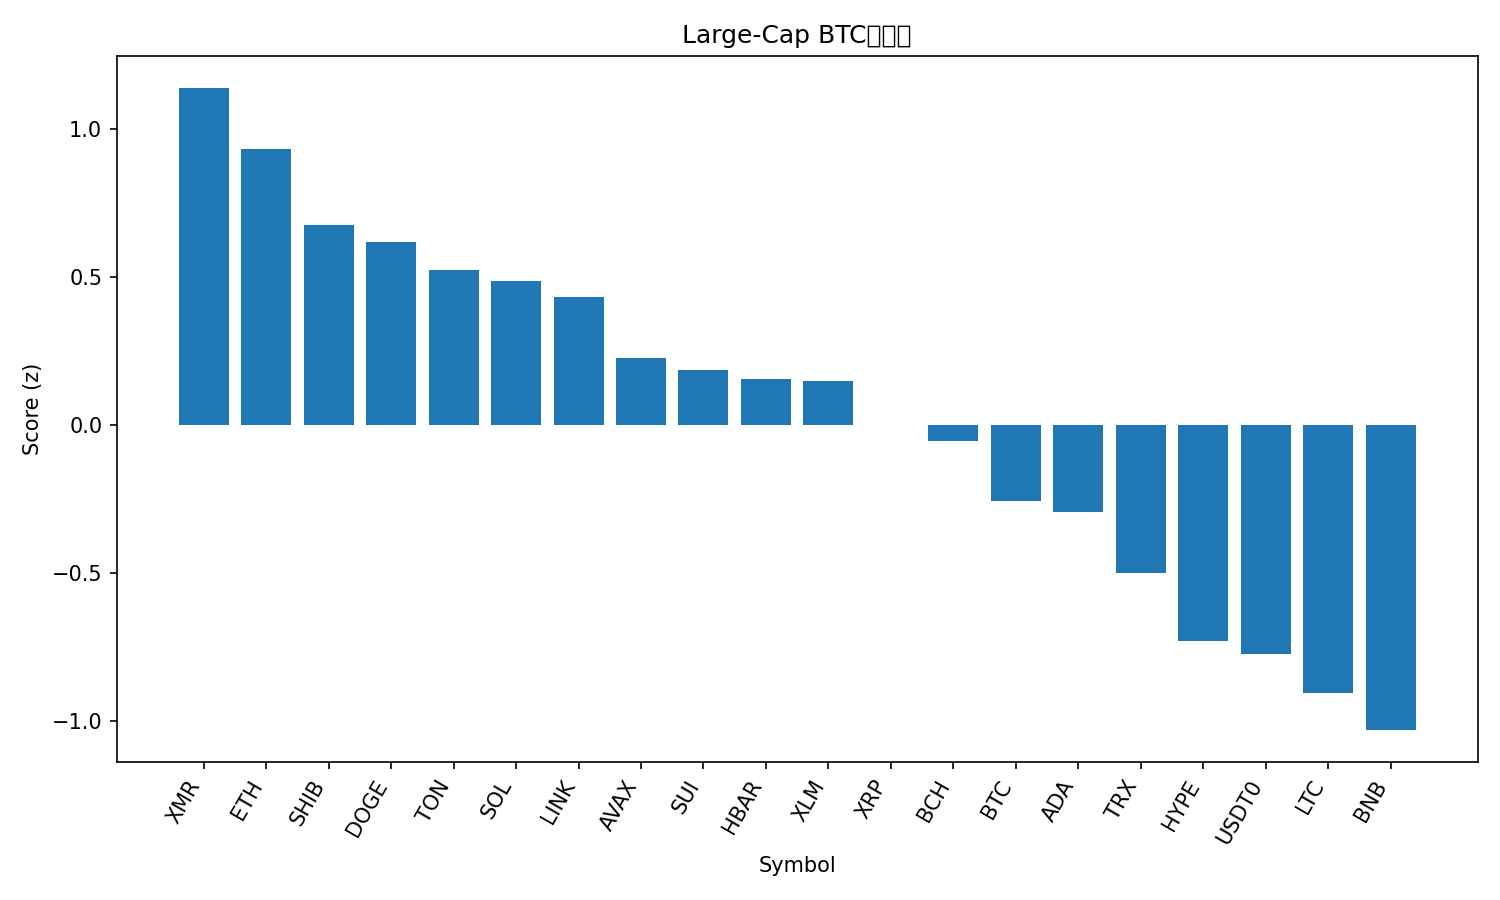 Large-Cap BTC
1.0
0.5
0.0
−0.5
−1.0
Score (z)
XMR
ETH
SHIB
DOGE
TON
SOL
LINK
AVAX
SUI
HBAR
XLM
XRP
BCH
BTC
ADA
TRX
HYPE
USDT0
LTC
BNB
Symbol